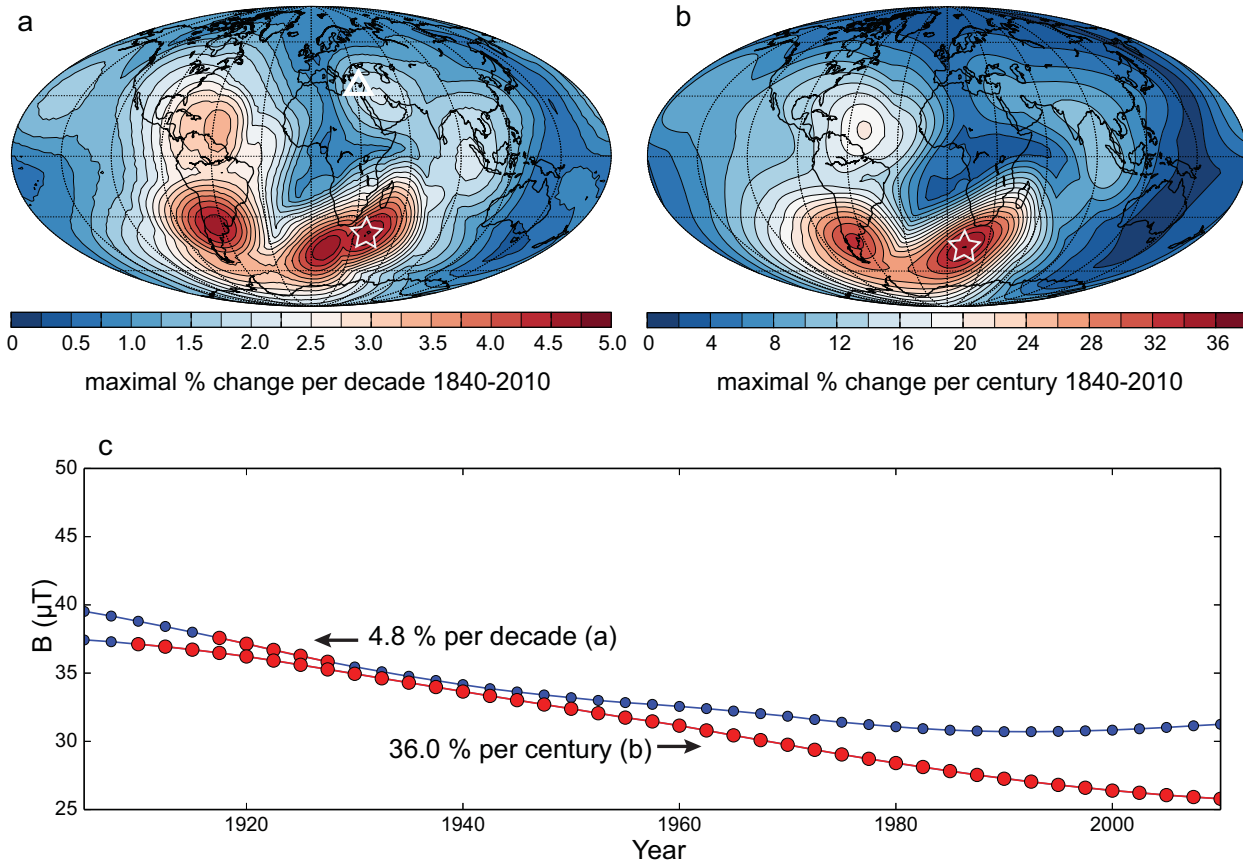 a
b
0 0.5 1.0 1.5 2.0 2.5 3.0 3.5 4.0 4.5 5.0
maximal % change per decade 1840-2010
0 4 8 12 16 20 24 28 32 36
maximal % change per century 1840-2010
c
50
45
40
35
30
25
B (μT)
4.8 % per decade (a)
36.0 % per century (b)
1920 1940 1960 1980 2000
Year